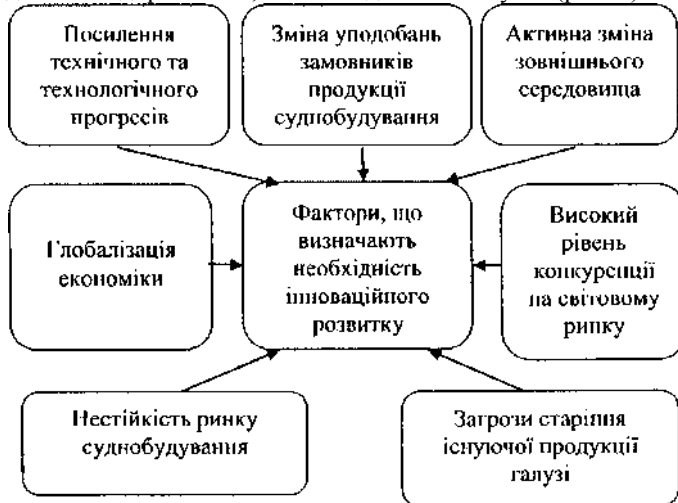 Посилення
технічного та
технологічного
прогресів
Зміна уподобань
замовників
продукції
суднобудування
Активна зміна
зовнішнього
середовища
Глобалізація
економіки
Фактори, що
визначають
необхідність
інноваційного
розвитку
Високий
рівень
конкуренції
на світовому
ринку
Нестійкість ринку
суднобудування
Загрози старіння
існуючої продукції
галузі